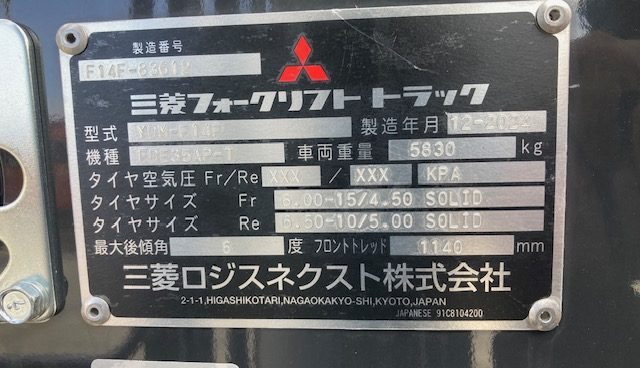 製造番号
三菱フォークリフト トラック
型式 製造年月
機種 車両重量 5830 kg
タイヤ空気圧 Fr/Re XXX / XXX KPA
タイヤサイズ Fr 6.00-15/4.50 SOLID
タイヤサイズ Re 6.50-10/5.00 SOLID
最大後傾角 6 度 フロントトレッド 1140 mm
三菱ロジスネクスト株式会社
2-1-1,HIGASHIKOTARI,NAGAOKAKYO-SHI,KYOTO,JAPAN
JAPANESE 91C8104200